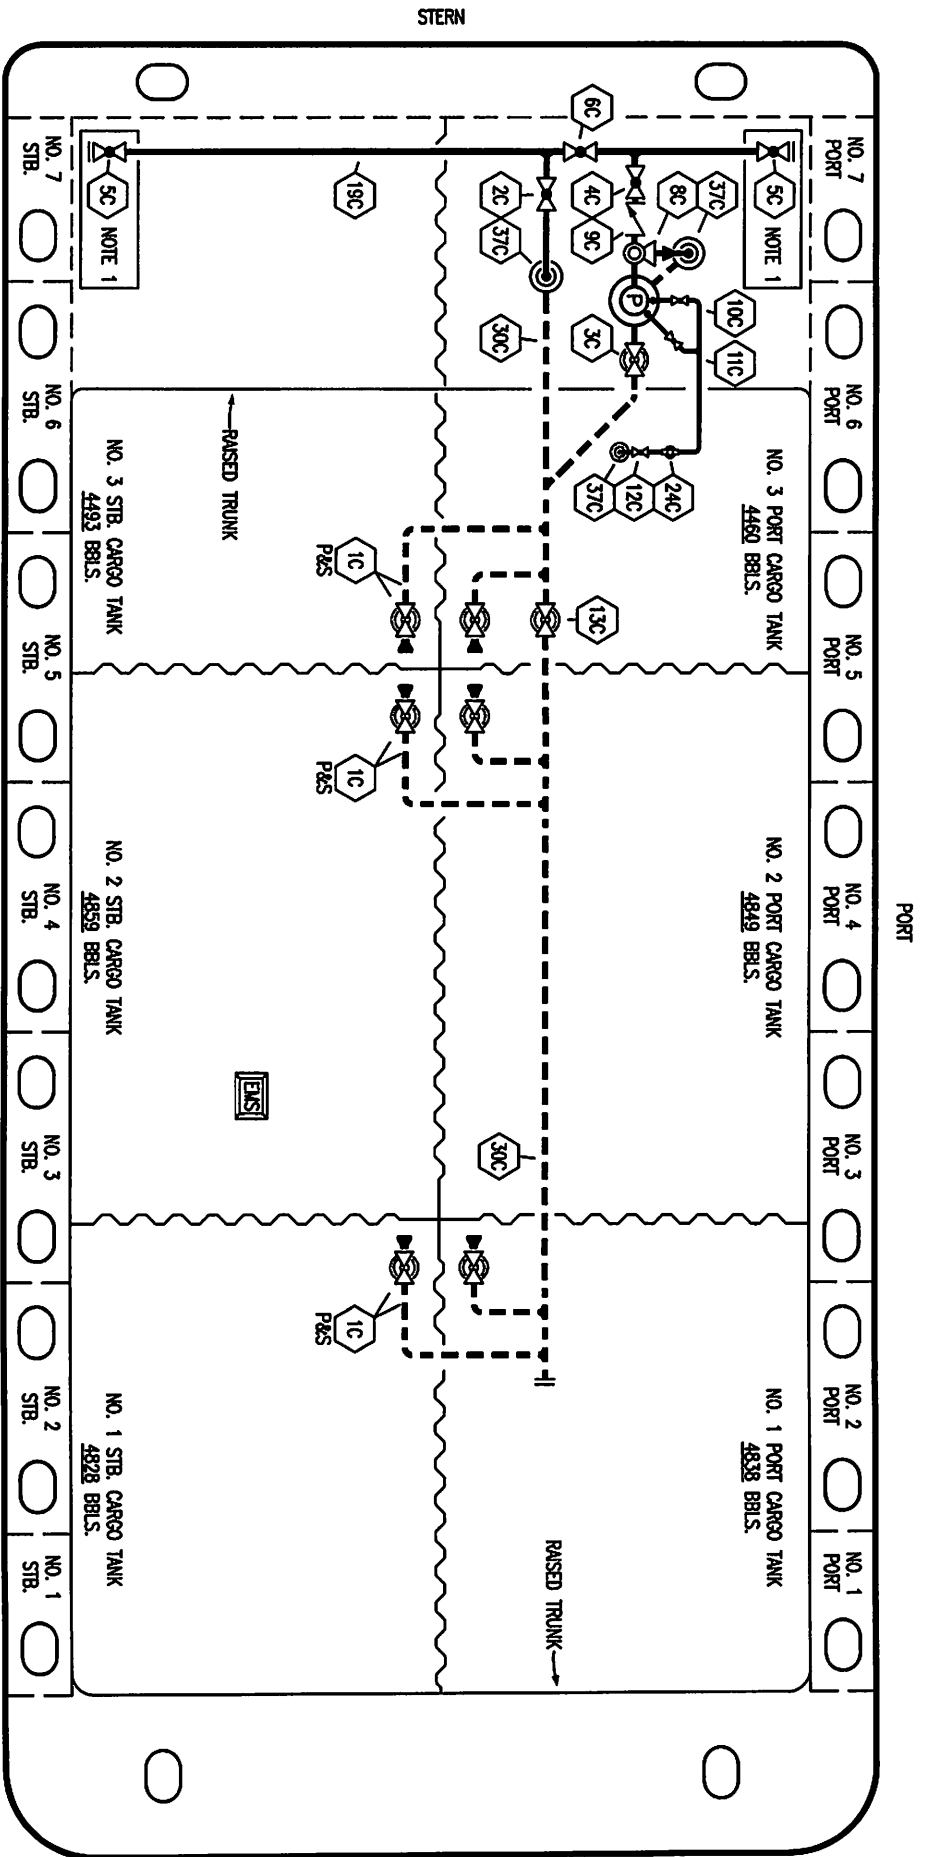 STERN
PORT
NO. 7
PORT
NO. 6
PORT
NO. 5
PORT
NO. 4
PORT
NO. 3
PORT
NO. 2
PORT
NO. 1
PORT
5C NOTE 1
6C
4C
9C
8C
37C
10C
11C
2C
37C
30C
3C
19C
5C NOTE 1
37C
12C
24C
NO. 3 PORT CARGO TANK
4460 BBLS.
NO. 2 PORT CARGO TANK
4849 BBLS.
NO. 1 PORT CARGO TANK
4838 BBLS.
RAISED TRUNK
13C
30C
RAISED TRUNK
1C
P&S
1C
P&S
1C
P&S
EMS
NO. 3 STB. CARGO TANK
4493 BBLS.
NO. 2 STB. CARGO TANK
4859 BBLS.
NO. 1 STB. CARGO TANK
4828 BBLS.
P
NO. 7
STB.
NO. 6
STB.
NO. 5
STB.
NO. 4
STB.
NO. 3
STB.
NO. 2
STB.
NO. 1
STB.